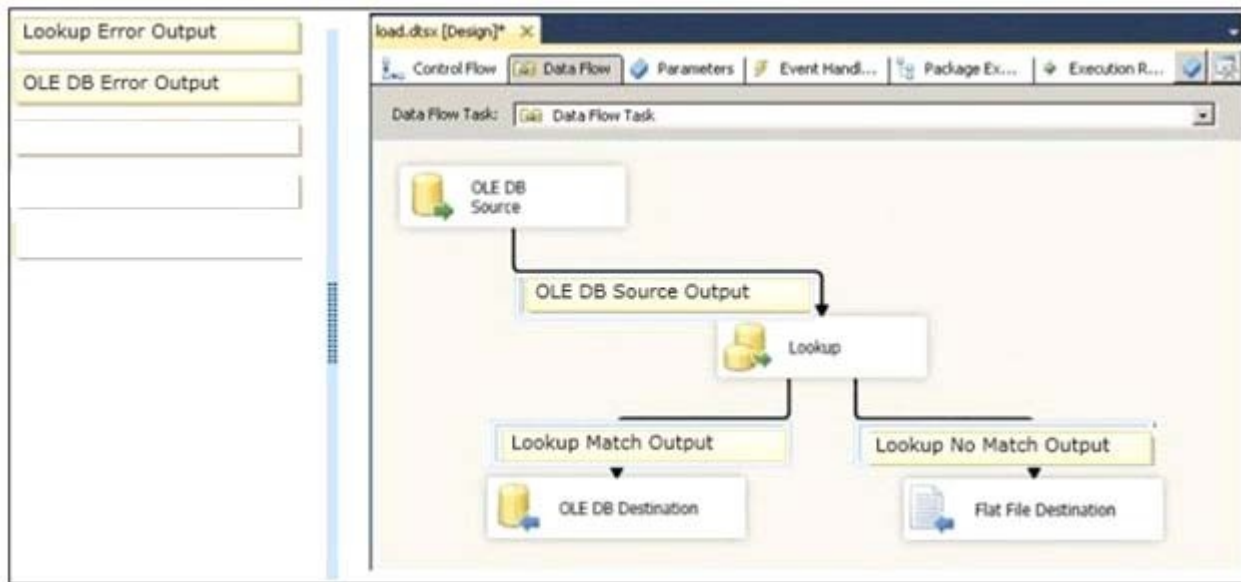 Lookup Error Output
OLE DB Error Output
load.dtsx [Design]*
Control Flow
Data Flow
Parameters
Event Handl...
Package Ex...
Execution R...
Data Flow Task:
Data Flow Task
OLE DB
Source
OLE DB Source Output
Lookup
Lookup Match Output
Lookup No Match Output
OLE DB Destination
Flat File Destination